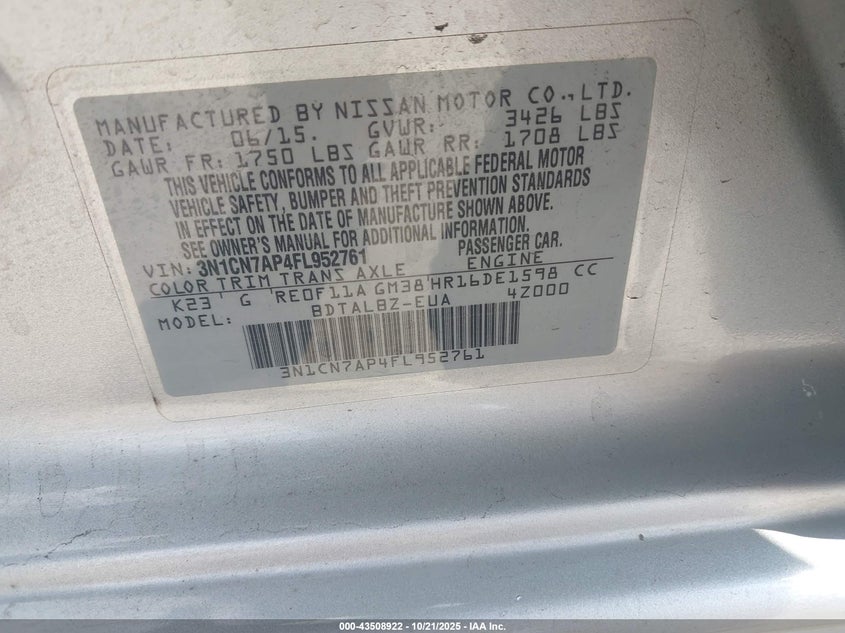 MANUFACTURED BY NISSAN MOTOR CO., LTD.
DATE: 06/15. GVWR: 3426 LBS
GAWR FR: 1750 LBS GAWR RR: 1708 LBS
THIS VEHICLE CONFORMS TO ALL APPLICABLE FEDERAL MOTOR
VEHICLE SAFETY, BUMPER AND THEFT PREVENTION STANDARDS
IN EFFECT ON THE DATE OF MANUFACTURE SHOWN ABOVE.
SEE OWNER'S MANUAL FOR ADDITIONAL INFORMATION.
VIN: 3N1CN7AP4FL952761 PASSENGER CAR.
COLOR TRIM TRANS AXLE ENGINE
K23 G RE0F11A GM38 HR16DE1598 CC
MODEL: BDTALBZ-EUA 4Z000
3N1CN7AP4FL952761
000-43508922 - 10/21/2025 - IAA Inc.